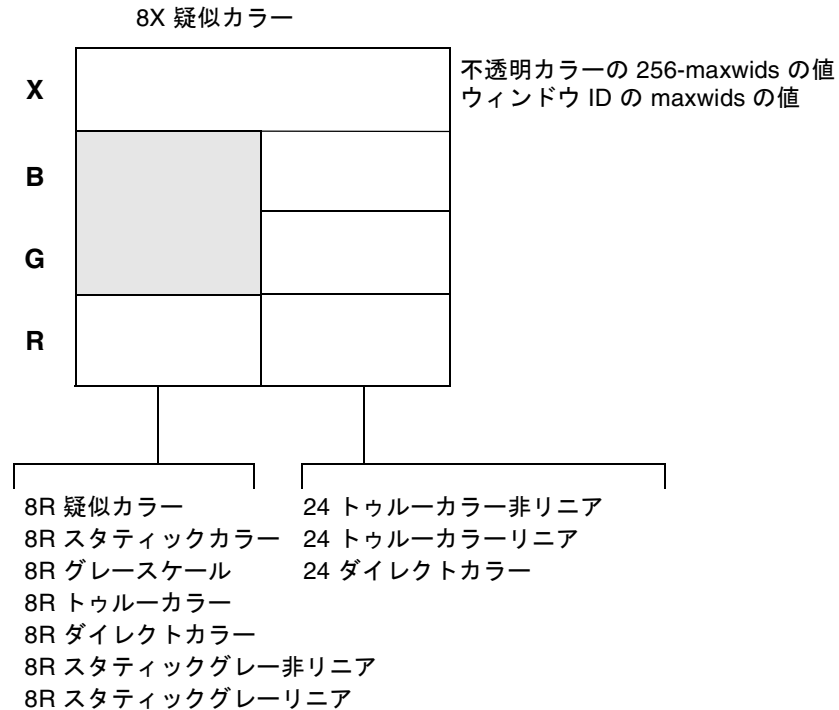 8X 疑似カラー
不透明カラーの 256-maxwids の値
ウィンドウ ID の maxwids の値
X
B
G
R
8R 疑似カラー
8R スタティックカラー
8R グレースケール
8R トゥルーカラー
8R ダイレクトカラー
8R スタティックグレー非リニア
8R スタティックグレーリニア
24 トゥルーカラー非リニア
24 トゥルーカラーリニア
24 ダイレクトカラー